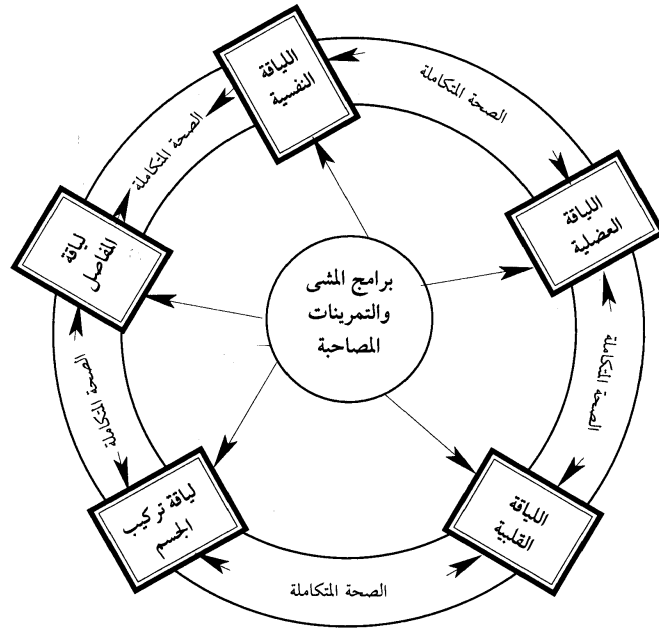 اللياقة
النفسية
الصحة المتكاملة
اللياقة
العضلية
الصحة المتكاملة
اللياقة
القلبية
الصحة المتكاملة
لياقة تركيب
الجسم
الصحة المتكاملة
لياقة
المفاصل
الصحة المتكاملة
برامج المشى
والتمرينات
المصاحبة